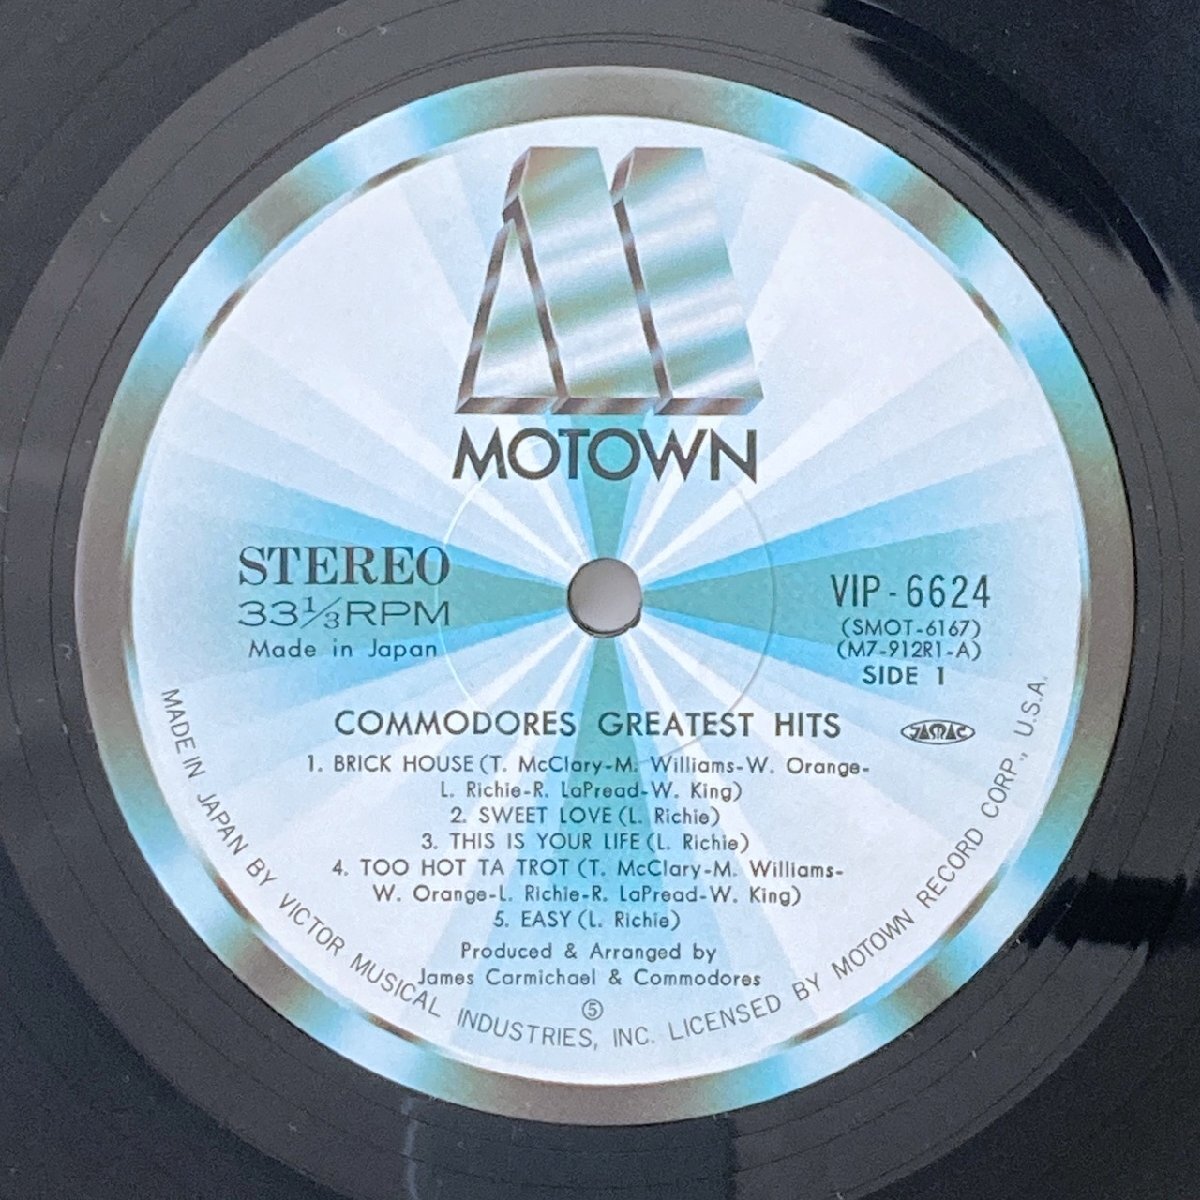 MOTOWN
STEREO
33⅓RPM
Made in Japan
VIP-6624
(SMOT-6167)
(M7-912R1-A)
SIDE 1
COMMODORES GREATEST HITS
JASRAC
1. BRICK HOUSE (T. McClary-M. Williams-W. Orange-
L. Richie-R. LaPread-W. King)
2. SWEET LOVE (L. Richie)
3. THIS IS YOUR LIFE (L. Richie)
4. TOO HOT TA TROT (T. McClary-M. Williams-
W. Orange-L. Richie-R. LaPread-W. King)
5. EASY (L. Richie)
Produced & Arranged by
James Carmichael & Commodores
⑤
MADE IN JAPAN BY VICTOR MUSICAL INDUSTRIES, INC. LICENSED BY MOTOWN RECORD CORP., U.S.A.